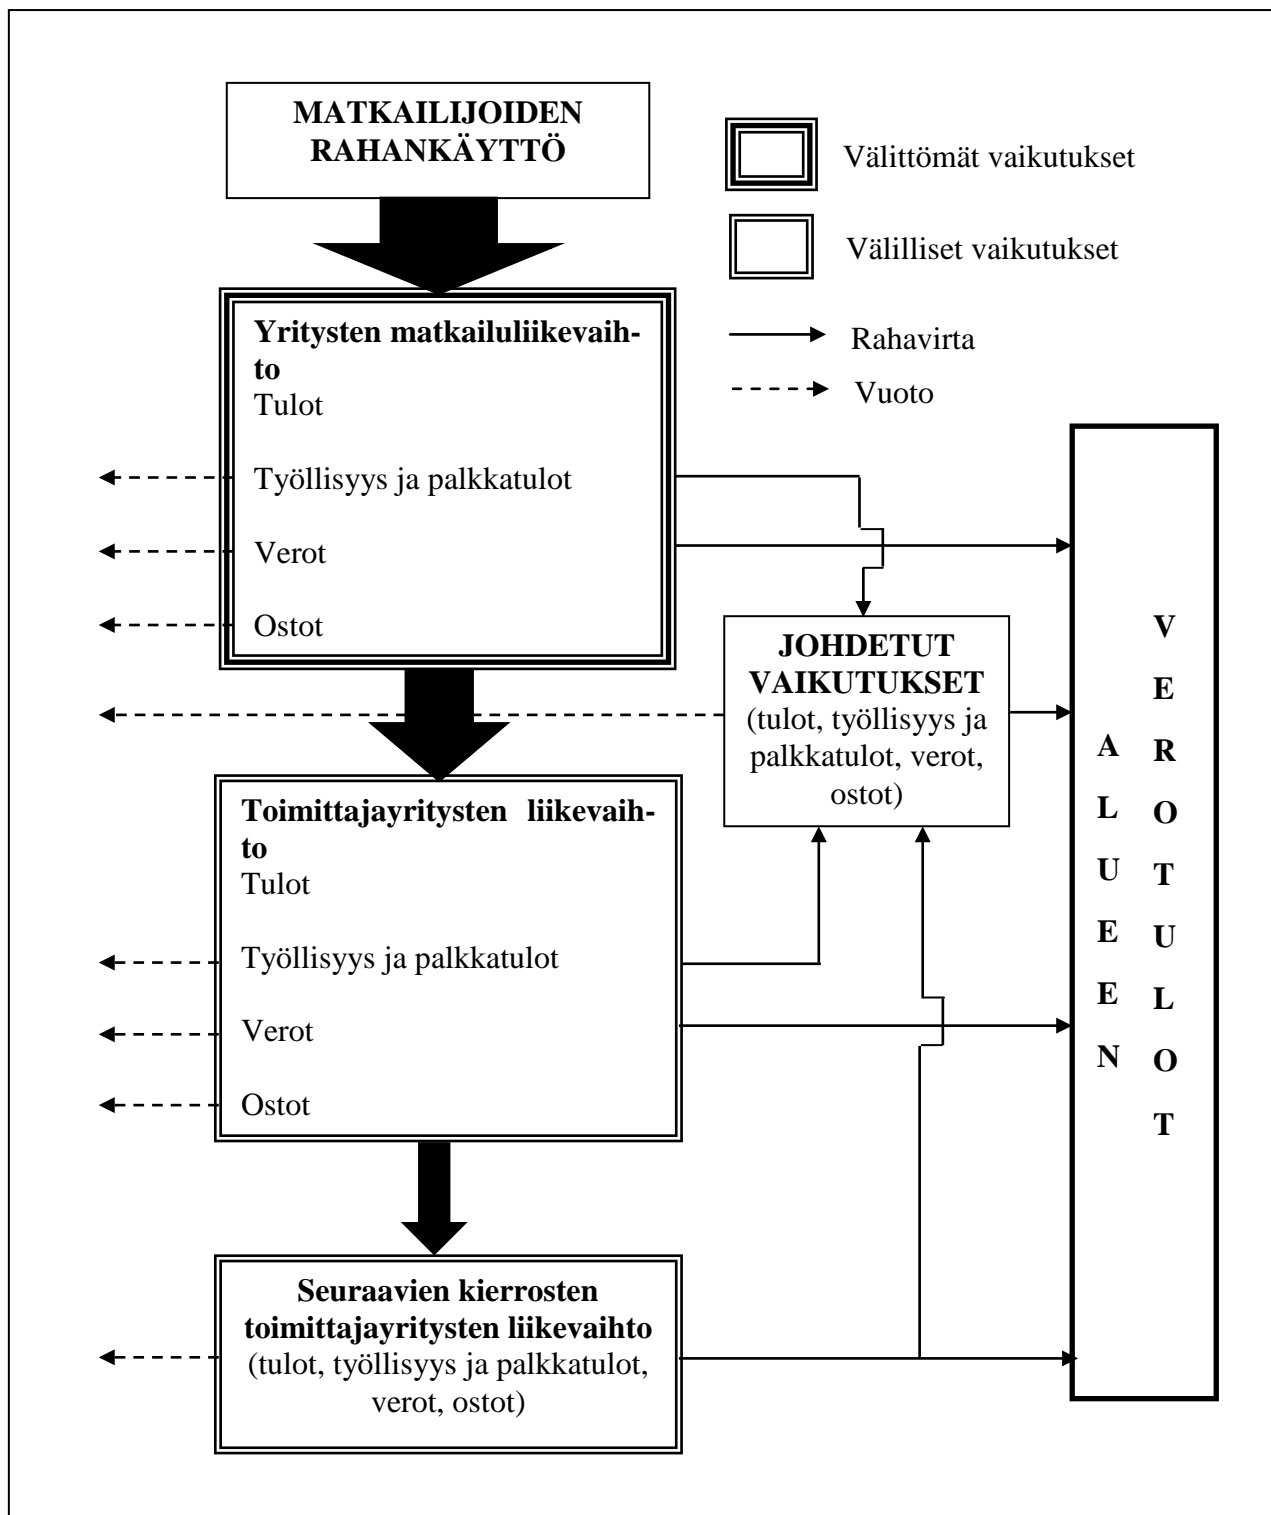 MATKAILIJOIDEN
RAHANKÄYTTÖ
Välittömät vaikutukset
Välilliset vaikutukset
Rahavirta
Vuoto
Yritysten matkailuliikevaih-
to
Tulot
Työllisyys ja palkkatulot
Verot
Ostot
JOHDETUT
VAIKUTUKSET
(tulot, työllisyys ja
palkkatulot, verot,
ostot)
Toimittajayritysten liikevaih-
to
Tulot
Työllisyys ja palkkatulot
Verot
Ostot
Seuraavien kierrosten
toimittajayritysten liikevaihto
(tulot, työllisyys ja palkkatulot,
verot, ostot)
ALUEEN
VEROTULOT